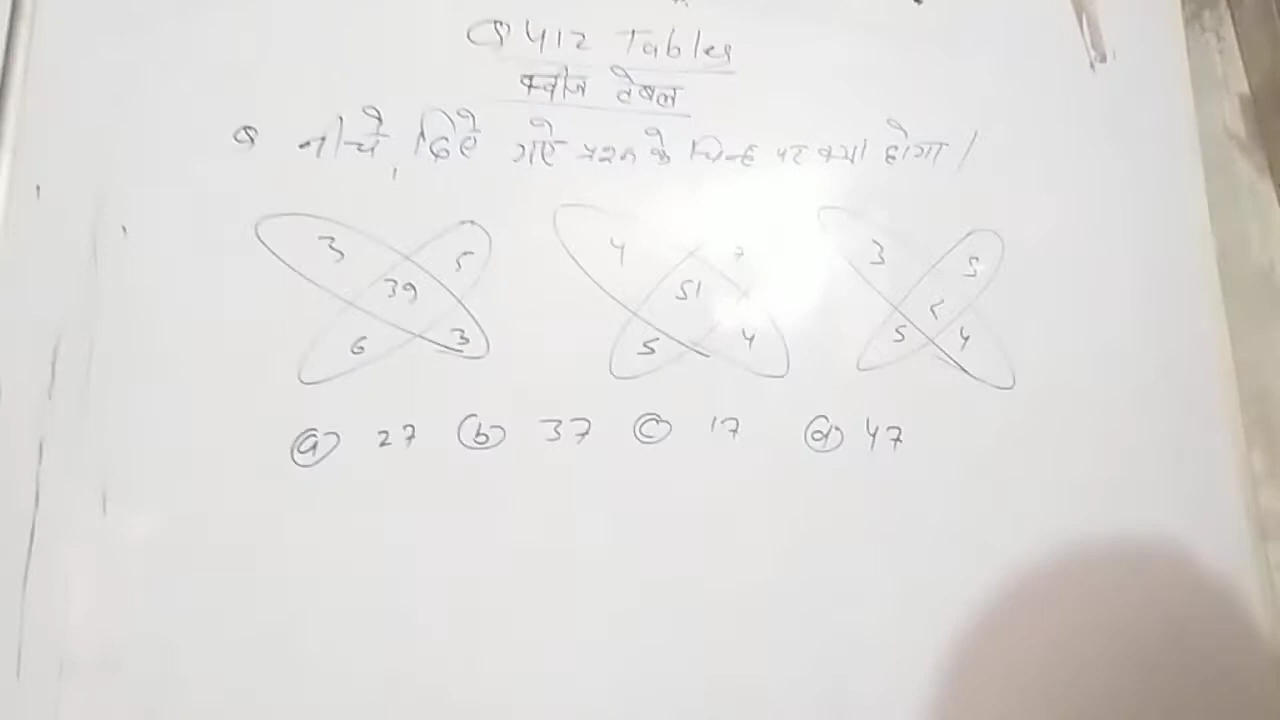 Quiz Tables
क्वीज टेबल
Q नीचे दिऐ गऐ प्रश्न के चिन्ह पर क्या होगा।
3 5 4 3 5
39 51
6 3 5 4 5 4
(a) 27 (b) 37 (c) 17 (d) 47